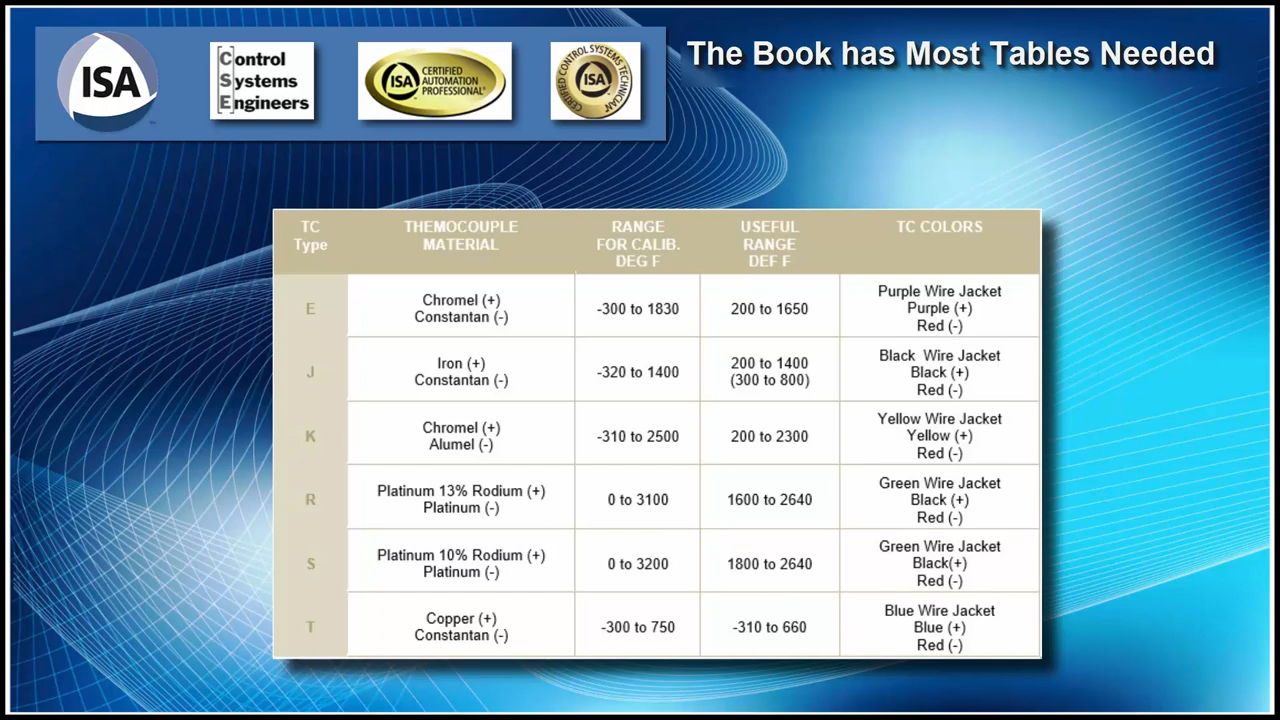 ISA
Control
Systems
Engineers
ISA CERTIFIED
AUTOMATION
PROFESSIONAL®
CERTIFIED CONTROL SYSTEMS TECHNICIAN
ISA
The Book has Most Tables Needed
TC
Type
THEMOCOUPLE
MATERIAL
RANGE
FOR CALIB.
DEG F
USEFUL
RANGE
DEF F
TC COLORS
E
Chromel (+)
Constantan (-)
-300 to 1830
200 to 1650
Purple Wire Jacket
Purple (+)
Red (-)
J
Iron (+)
Constantan (-)
-320 to 1400
200 to 1400
(300 to 800)
Black Wire Jacket
Black (+)
Red (-)
K
Chromel (+)
Alumel (-)
-310 to 2500
200 to 2300
Yellow Wire Jacket
Yellow (+)
Red (-)
R
Platinum 13% Rodium (+)
Platinum (-)
0 to 3100
1600 to 2640
Green Wire Jacket
Black (+)
Red (-)
S
Platinum 10% Rodium (+)
Platinum (-)
0 to 3200
1800 to 2640
Green Wire Jacket
Black(+)
Red (-)
T
Copper (+)
Constantan (-)
-300 to 750
-310 to 660
Blue Wire Jacket
Blue (+)
Red (-)